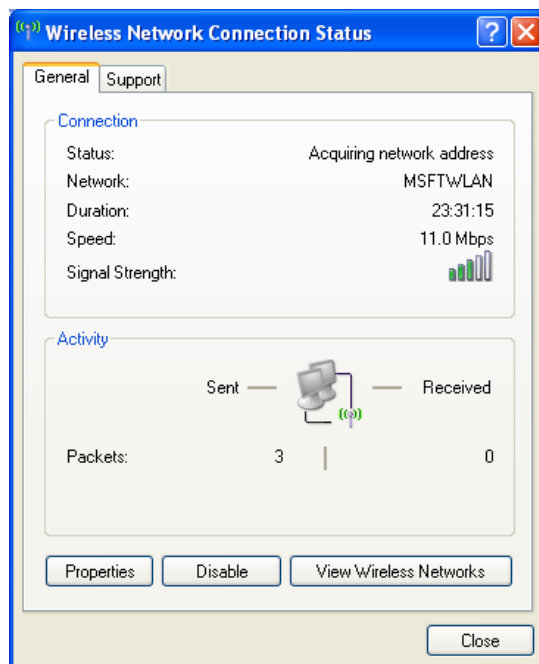 Wireless Network Connection Status
General Support
Connection
Status: Acquiring network address
Network: MSFTWLAN
Duration: 23:31:15
Speed: 11.0 Mbps
Signal Strength:
Activity
Sent Received
Packets: 3 0
Properties Disable View Wireless Networks
Close